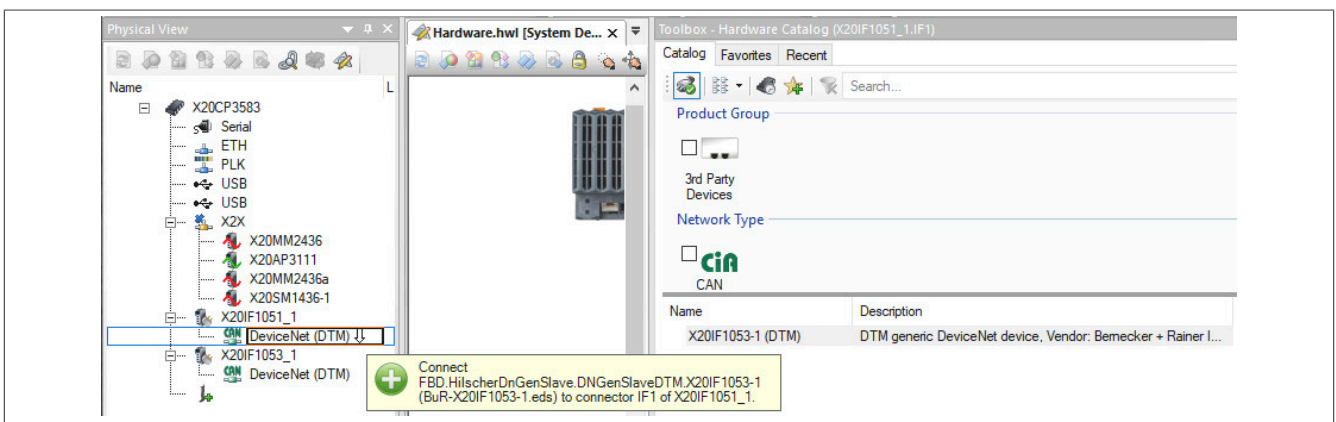 Physical View
Name
L
X20CP3583
Serial
ETH
PLK
USB
USB
X2X
X20MM2436
X20AP3111
X20MM2436a
X20SM1436-1
X20IF1051_1
DeviceNet (DTM)
X20IF1053_1
DeviceNet (DTM)
Hardware.hwl [System De...
Connect
FBD.HilscherDnGenSlave.DNGenSlaveDTM.X20IF1053-1
(BuR-X20IF1053-1.eds) to connector IF1 of X20IF1051_1.
Toolbox - Hardware Catalog (X20IF1051_1.IF1)
Catalog Favorites Recent
Search...
Product Group
3rd Party
Devices
Network Type
CiA
CAN
Name Description
X20IF1053-1 (DTM) DTM generic DeviceNet device, Vendor: Bernecker + Rainer I...